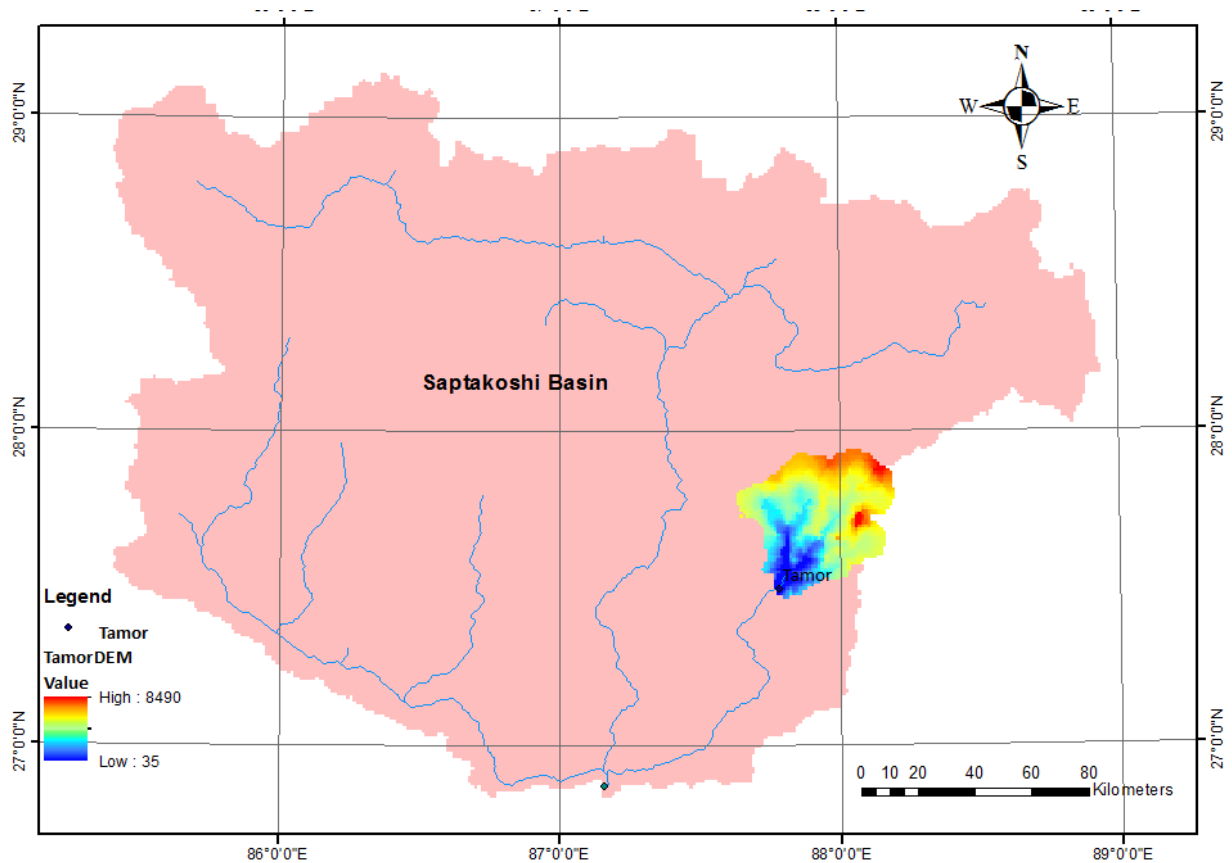 N
W E
S
29°0'0"N 29°0'0"N
Saptakoshi Basin
28°0'0"N 28°0'0"N
Tamor
Legend
Tamor
TamorDEM
Value
High : 8490
Low : 35
27°0'0"N 27°0'0"N
0 10 20 40 60 80
Kilometers
86°0'0"E 87°0'0"E 88°0'0"E 89°0'0"E